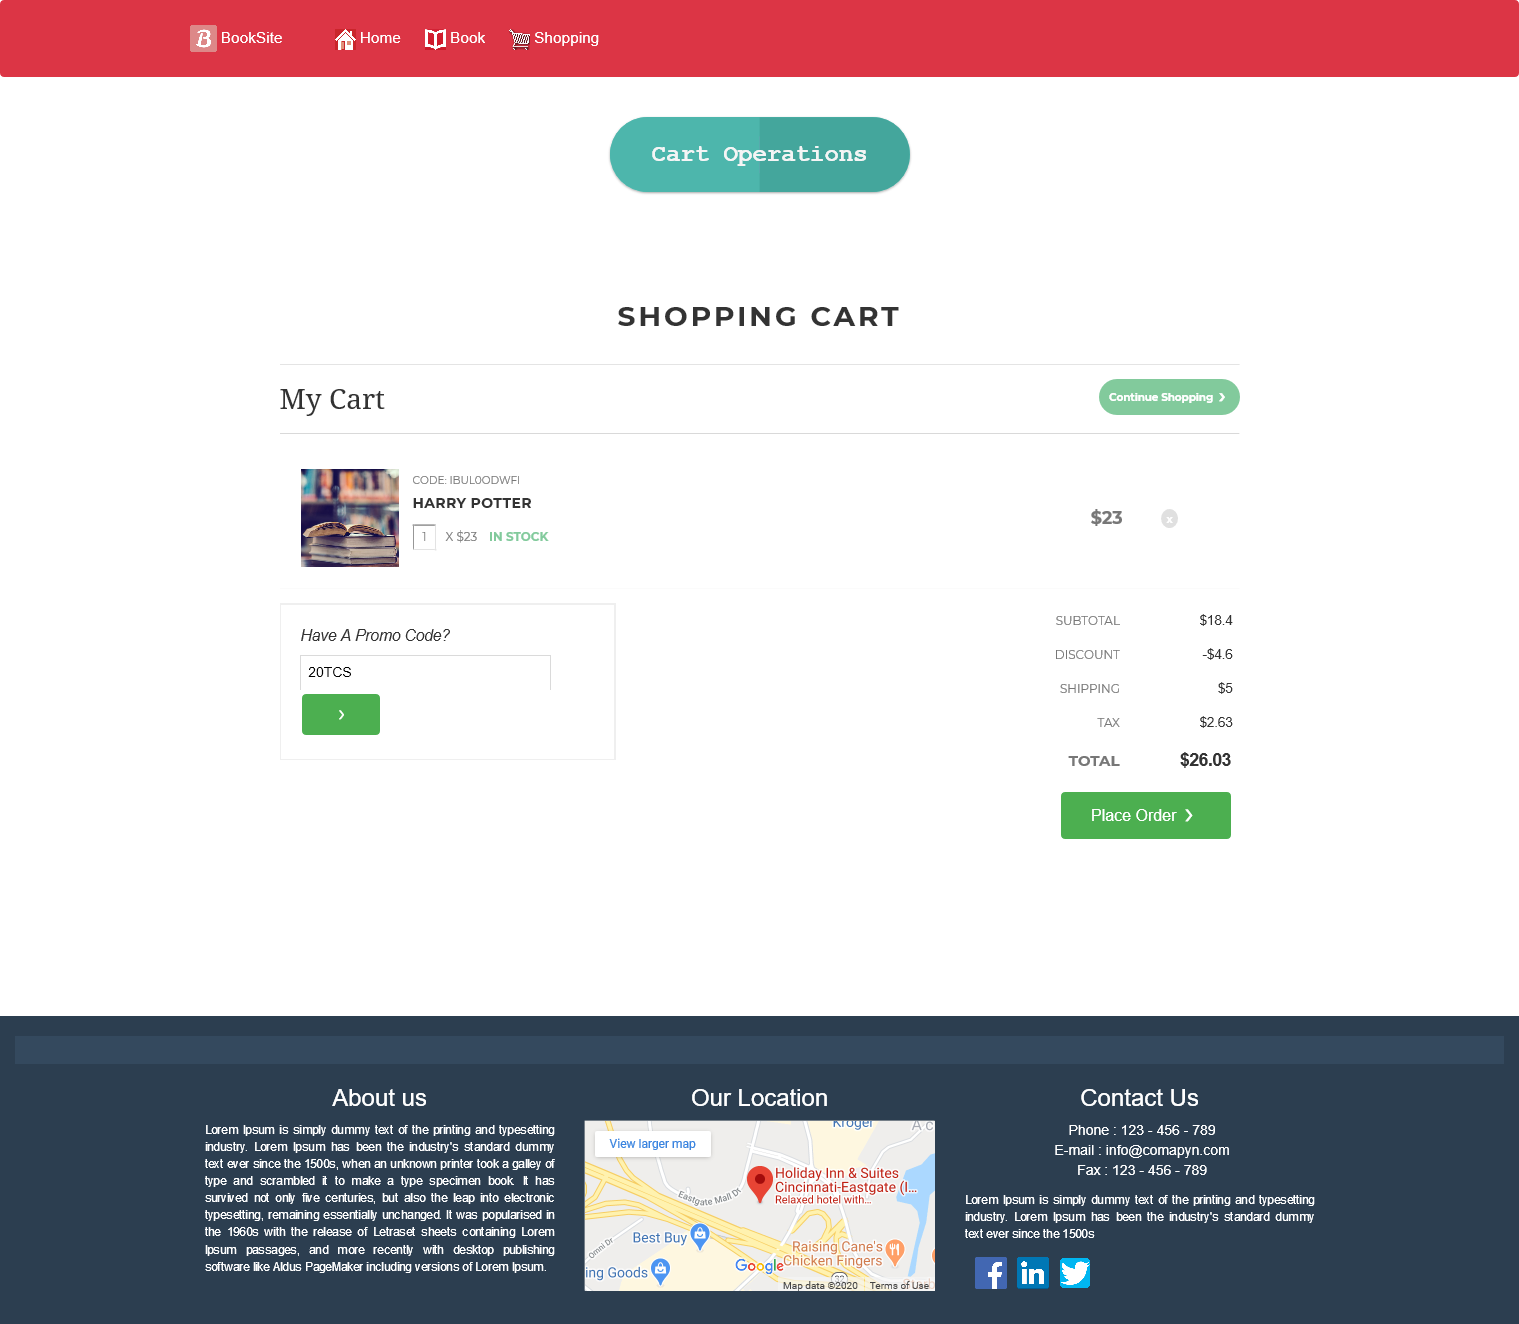 BookSite Home Book Shopping
Cart Operations
SHOPPING CART
My Cart
Continue Shopping ›
CODE: IBUL0ODWFI
HARRY POTTER
1 X $23 IN STOCK
$23 x
Have A Promo Code?
20TCS
›
SUBTOTAL $18.4
DISCOUNT -$4.6
SHIPPING $5
TAX $2.63
TOTAL $26.03
Place Order ›
About us
Lorem Ipsum is simply dummy text of the printing and typesetting
industry. Lorem Ipsum has been the industry's standard dummy
text ever since the 1500s, when an unknown printer took a galley of
type and scrambled it to make a type specimen book. It has
survived not only five centuries, but also the leap into electronic
typesetting, remaining essentially unchanged. It was popularised in
the 1960s with the release of Letraset sheets containing Lorem
Ipsum passages, and more recently with desktop publishing
software like Aldus PageMaker including versions of Lorem Ipsum.
Our Location
Kroger
View larger map
Holiday Inn & Suites
Cincinnati-Eastgate (I...
Relaxed hotel with...
Eastgate Mall Dr
Best Buy
Omni Dr
Raising Cane's
Chicken Fingers
ing Goods
Google
32
Map data ©2020 Terms of Use
Contact Us
Phone : 123 - 456 - 789
E-mail : info@comapyn.com
Fax : 123 - 456 - 789
Lorem Ipsum is simply dummy text of the printing and typesetting
industry. Lorem Ipsum has been the industry's standard dummy
text ever since the 1500s